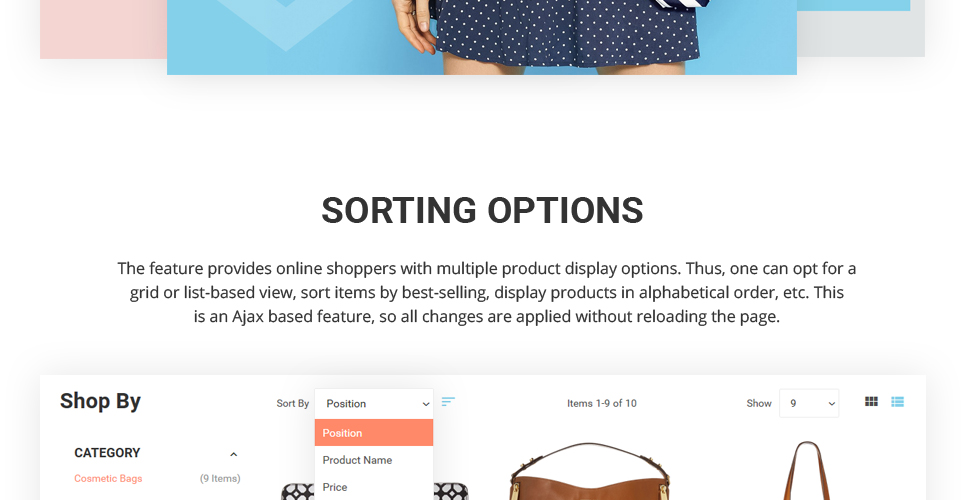 SORTING OPTIONS
The feature provides online shoppers with multiple product display options. Thus, one can opt for a
grid or list-based view, sort items by best-selling, display products in alphabetical order, etc. This
is an Ajax based feature, so all changes are applied without reloading the page.
Shop By
Sort By Position
Items 1-9 of 10
Show 9
Position
Product Name
Price
CATEGORY
Cosmetic Bags (9 Items)